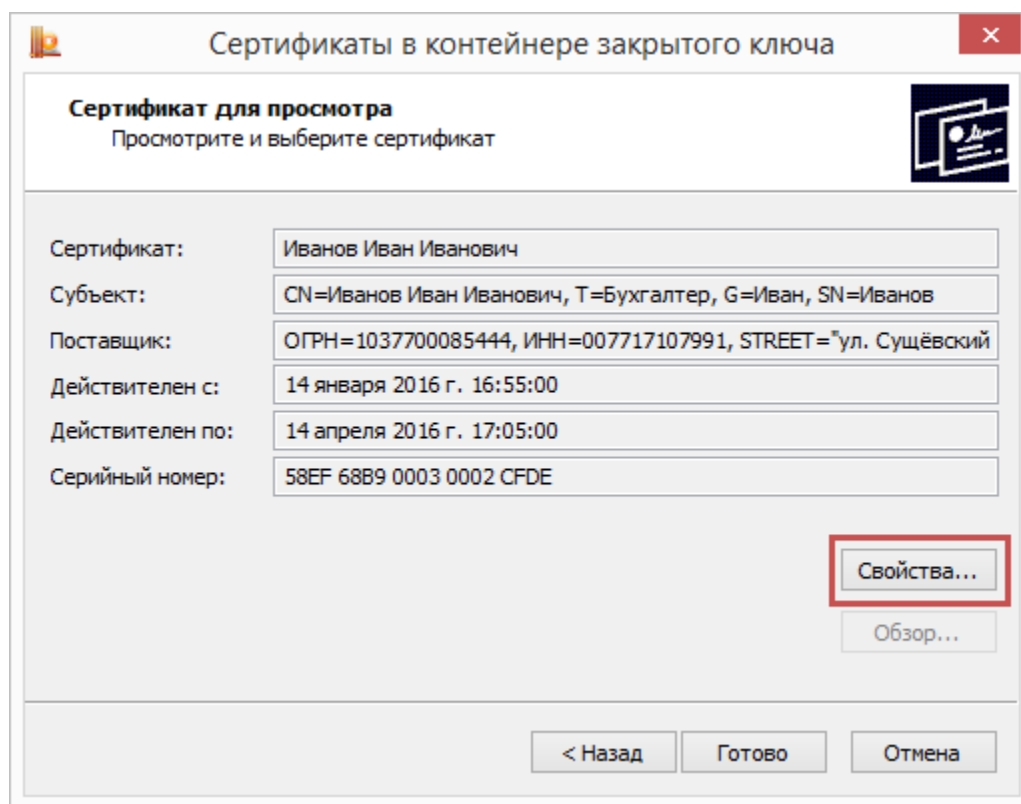 Сертификаты в контейнере закрытого ключа
Сертификат для просмотра
Просмотрите и выберите сертификат
Сертификат: Иванов Иван Иванович
Субъект: CN=Иванов Иван Иванович, T=Бухгалтер, G=Иван, SN=Иванов
Поставщик: ОГРН=1037700085444, ИНН=007717107991, STREET="ул. Сущёвский
Действителен с: 14 января 2016 г. 16:55:00
Действителен по: 14 апреля 2016 г. 17:05:00
Серийный номер: 58EF 68B9 0003 0002 CFDE
Свойства...
Обзор...
< Назад Готово Отмена